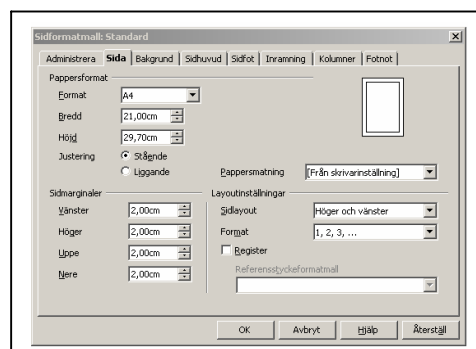 Sidformatmall: Standard
Administrera Sida Bakgrund Sidhuvud Sidfot Inramning Kolumner Fotnot
Pappersformat
Format A4
Bredd 21,00cm
Höjd 29,70cm
Justering Stående
Liggande
Pappersmatning [Från skrivarinställning]
Sidmarginaler
Vänster 2,00cm
Höger 2,00cm
Uppe 2,00cm
Nere 2,00cm
Layoutinställningar
Sidlayout Höger och vänster
Format 1, 2, 3, ...
Register
Referensstyckeformatmall
OK Avbryt Hjälp Återställ